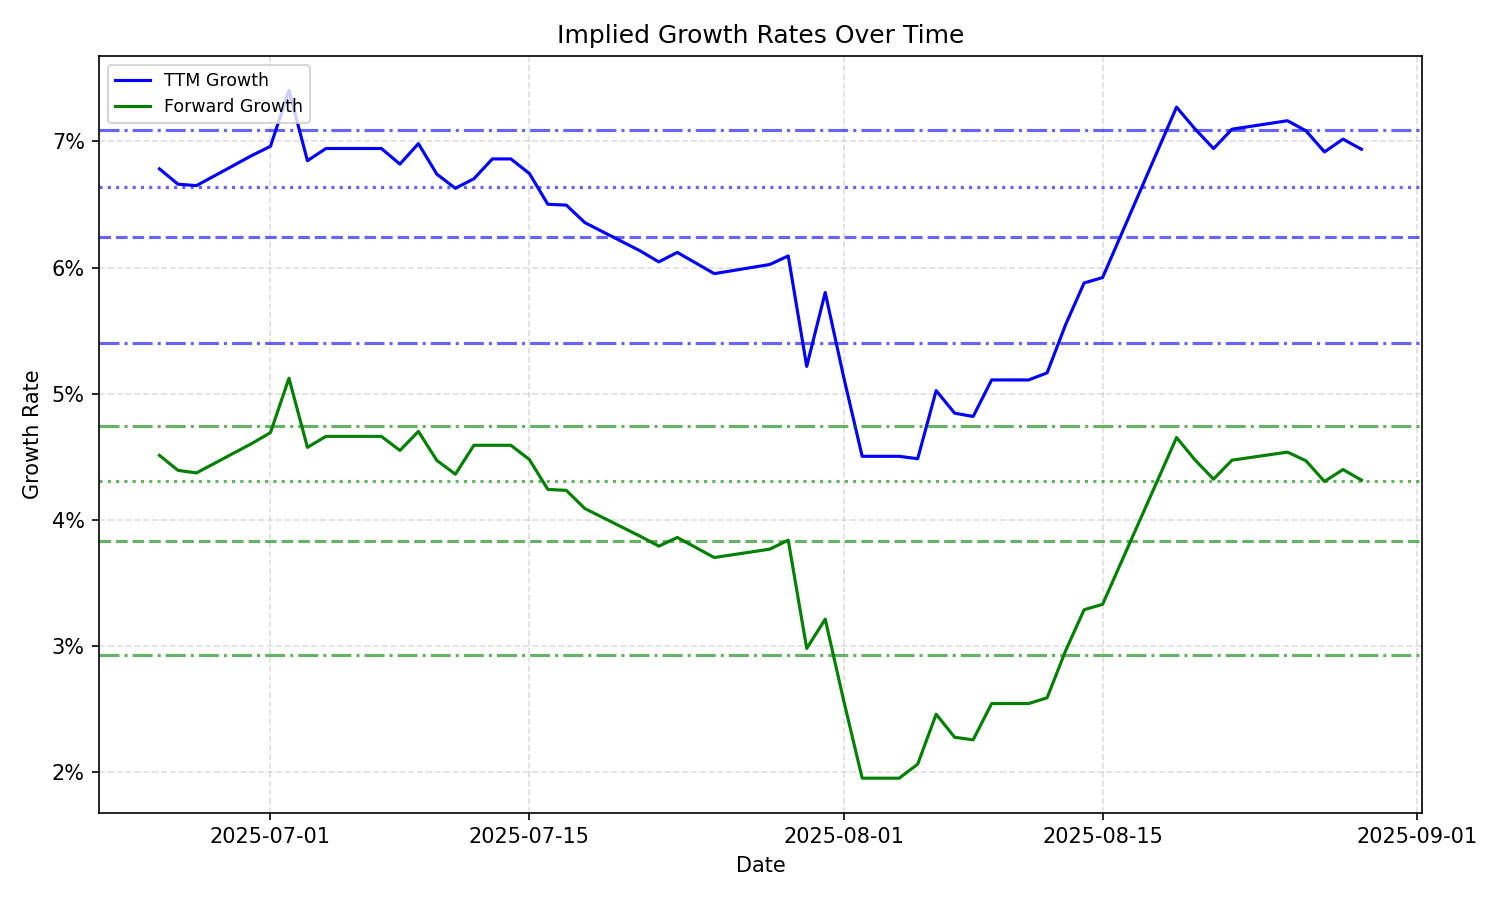 Implied Growth Rates Over Time
TTM Growth
Forward Growth
7%
6%
5%
4%
3%
2%
Growth Rate
2025-07-01
2025-07-15
2025-08-01
2025-08-15
2025-09-01
Date